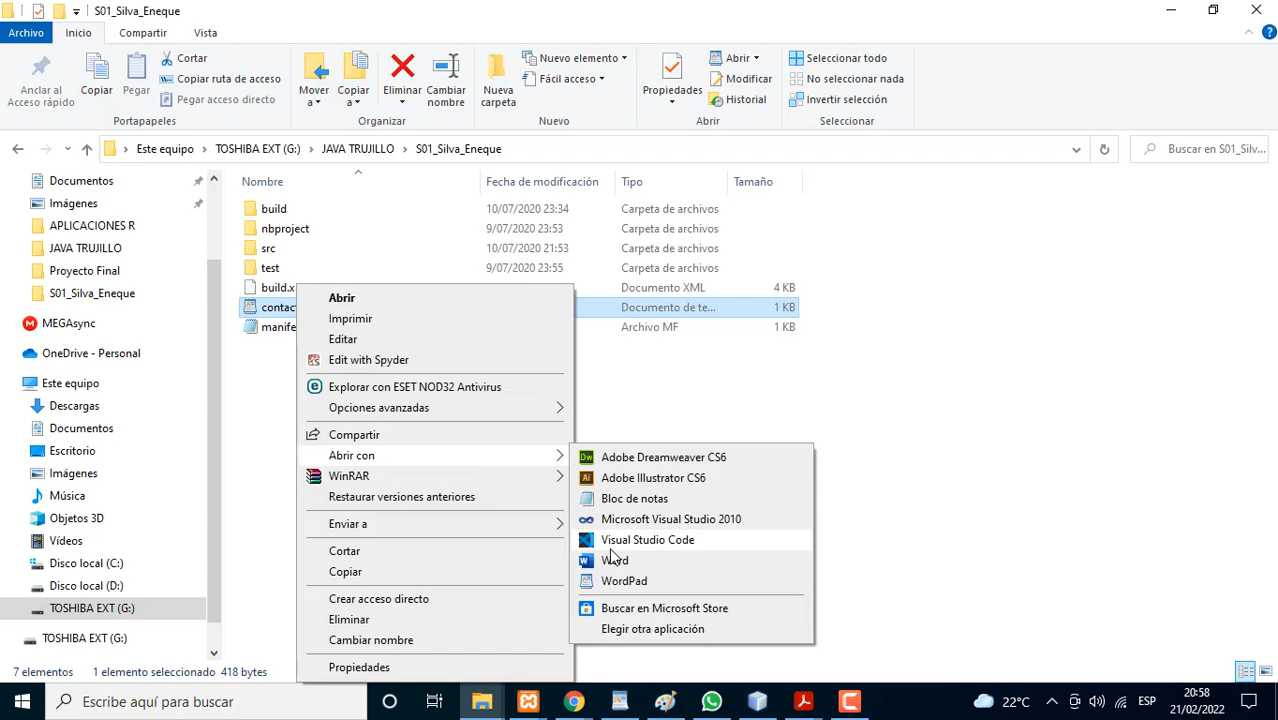 S01_Silva_Eneque
Archivo Inicio Compartir Vista
Anclar al Acceso rápido
Copiar
Pegar
Cortar
Copiar ruta de acceso
Pegar acceso directo
Portapapeles
Mover a
Copiar a
Eliminar
Cambiar nombre
Organizar
Nueva carpeta
Nuevo elemento
Fácil acceso
Nuevo
Propiedades
Abrir
Modificar
Historial
Abrir
Seleccionar todo
No seleccionar nada
Invertir selección
Seleccionar
Este equipo > TOSHIBA EXT (G:) > JAVA TRUJILLO > S01_Silva_Eneque
Buscar en S01_Silv...
Documentos
Imágenes
APLICACIONES R
JAVA TRUJILLO
Proyecto Final
S01_Silva_Eneque
MEGAsync
OneDrive - Personal
Este equipo
Descargas
Documentos
Escritorio
Imágenes
Música
Objetos 3D
Vídeos
Disco local (C:)
Disco local (D:)
TOSHIBA EXT (G:)
TOSHIBA EXT (G:)
Nombre Fecha de modificación Tipo Tamaño
build 10/07/2020 23:34 Carpeta de archivos
nbproject 9/07/2020 23:53 Carpeta de archivos
src 10/07/2020 21:53 Carpeta de archivos
test 9/07/2020 23:55 Carpeta de archivos
build.x Documento XML 4 KB
contac Documento de te... 1 KB
manife Archivo MF 1 KB
Abrir
Imprimir
Editar
Edit with Spyder
Explorar con ESET NOD32 Antivirus
Opciones avanzadas
Compartir
Abrir con
WinRAR
Restaurar versiones anteriores
Enviar a
Cortar
Copiar
Crear acceso directo
Eliminar
Cambiar nombre
Propiedades
Adobe Dreamweaver CS6
Adobe Illustrator CS6
Bloc de notas
Microsoft Visual Studio 2010
Visual Studio Code
Word
WordPad
Buscar en Microsoft Store
Elegir otra aplicación
7 elementos 1 elemento seleccionado 418 bytes
Escribe aquí para buscar
22°C
ESP
20:58
21/02/2022